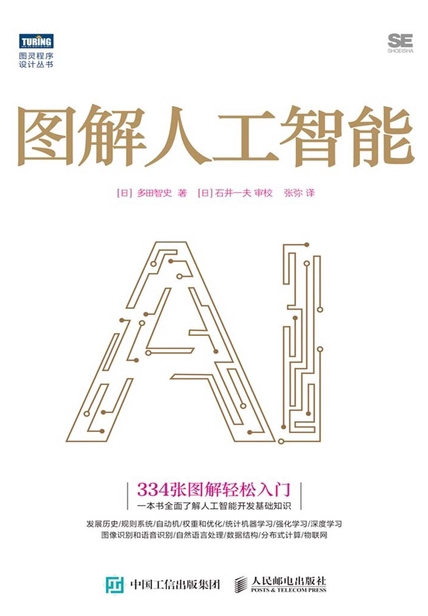 TURING
图灵程序
设计丛书
SE
SHOEISHA
图解人工智能
[日] 多田智史 著 [日] 石井一夫 审校 张弥 译
AI
334张图解轻松入门
一本书全面了解人工智能开发基础知识
发展历史/规则系统/自动机/权重和优化/统计机器学习/强化学习/深度学习
图像识别和语音识别/自然语言处理/数据结构/分布式计算/物联网
中国工信出版集团 人民邮电出版社
POSTS & TELECOM PRESS